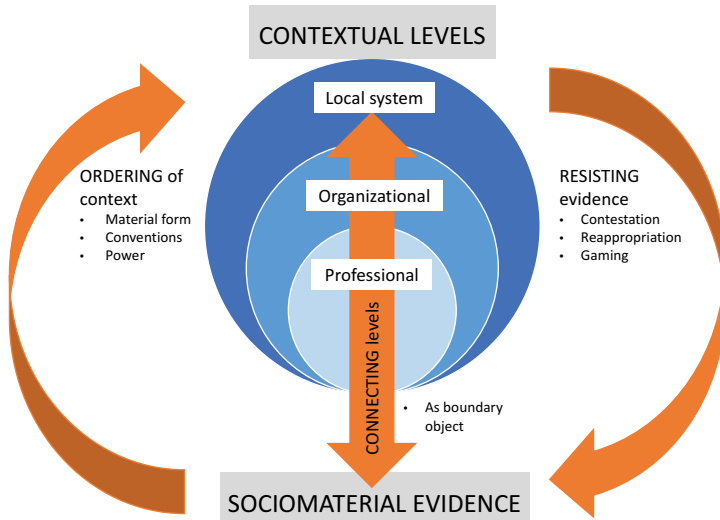 CONTEXTUAL LEVELS
Local system
ORDERING of
context
• Material form
• Conventions
• Power
Organizational
RESISTING
evidence
• Contestation
• Reappropriation
• Gaming
Professional
CONNECTING levels
• As boundary
object
SOCIOMATERIAL EVIDENCE